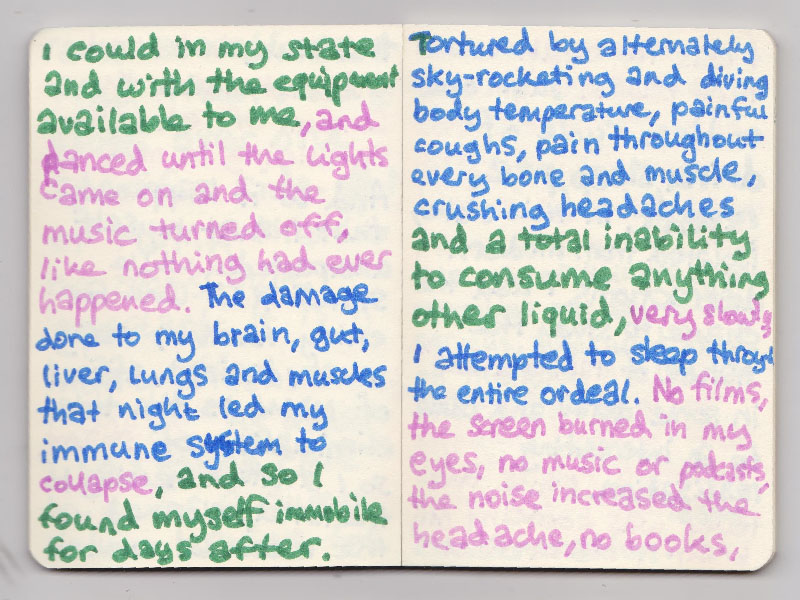 I could in my state
and with the equipment
available to me, and
danced until the lights
came on and the
music turned off,
like nothing had ever
happened. The damage
done to my brain, gut,
liver, lungs and muscles
that night led my
immune system to
collapse, and so I
found myself immobile
for days after.
Tortured by alternately
sky-rocketing and diving
body temperature, painful
coughs, pain throughout
every bone and muscle,
crushing headaches
and a total inability
to consume anything
other liquid, very slowly,
I attempted to sleep through
the entire ordeal. No films,
the screen burned in my
eyes, no music or podcasts,
the noise increased the
headache, no books,